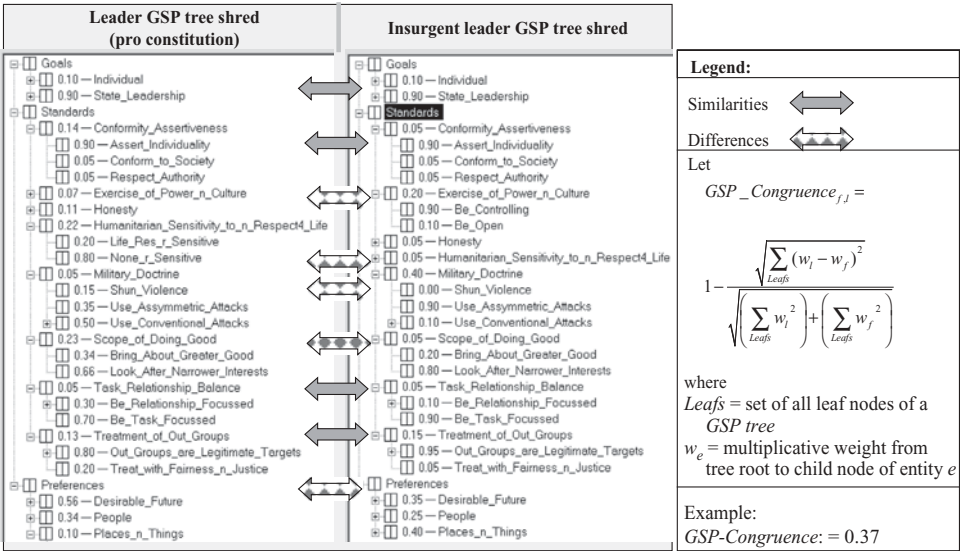 Leader GSP tree shred
(pro constitution)
Goals
0.10 — Individual
0.90 — State_Leadership
Standards
0.14 — Conformity_Assertiveness
0.90 — Assert_Individuality
0.05 — Conform_to_Society
0.05 — Respect_Authority
0.07 — Exercise_of_Power_n_Culture
0.11 — Honesty
0.22 — Humanitarian_Sensitivity_to_n_Respect4_Life
0.20 — Life_Res_r_Sensitive
0.80 — None_r_Sensitive
0.05 — Military_Doctrine
0.15 — Shun_Violence
0.35 — Use_Assymmetric_Attacks
0.50 — Use_Conventional_Attacks
0.23 — Scope_of_Doing_Good
0.34 — Bring_About_Greater_Good
0.66 — Look_After_Narrower_Interests
0.05 — Task_Relationship_Balance
0.30 — Be_Relationship_Focussed
0.70 — Be_Task_Focussed
0.13 — Treatment_of_Out_Groups
0.80 — Out_Groups_are_Legitimate_Targets
0.20 — Treat_with_Fairness_n_Justice
Preferences
0.56 — Desirable_Future
0.34 — People
0.10 — Places_n_Things
Insurgent leader GSP tree shred
Goals
0.10 — Individual
0.90 — State_Leadership
Standards
0.05 — Conformity_Assertiveness
0.90 — Assert_Individuality
0.05 — Conform_to_Society
0.05 — Respect_Authority
0.20 — Exercise_of_Power_n_Culture
0.90 — Be_Controlling
0.10 — Be_Open
0.05 — Honesty
0.05 — Humanitarian_Sensitivity_to_n_Respect4_Life
0.40 — Military_Doctrine
0.00 — Shun_Violence
0.90 — Use_Assymmetric_Attacks
0.10 — Use_Conventional_Attacks
0.05 — Scope_of_Doing_Good
0.20 — Bring_About_Greater_Good
0.80 — Look_After_Narrower_Interests
0.05 — Task_Relationship_Balance
0.10 — Be_Relationship_Focussed
0.90 — Be_Task_Focussed
0.15 — Treatment_of_Out_Groups
0.95 — Out_Groups_are_Legitimate_Targets
0.05 — Treat_with_Fairness_n_Justice
Preferences
0.35 — Desirable_Future
0.25 — People
0.40 — Places_n_Things
Legend:
Similarities
Differences
Let
GSP_Congruence_{f,l} =
1 − √(∑_{Leafs} (w_l − w_f)²) / √((∑_{Leafs} w_l²) + (∑_{Leafs} w_f²))
where
Leafs = set of all leaf nodes of a
GSP tree
w_e = multiplicative weight from
tree root to child node of entity e
Example:
GSP-Congruence: = 0.37